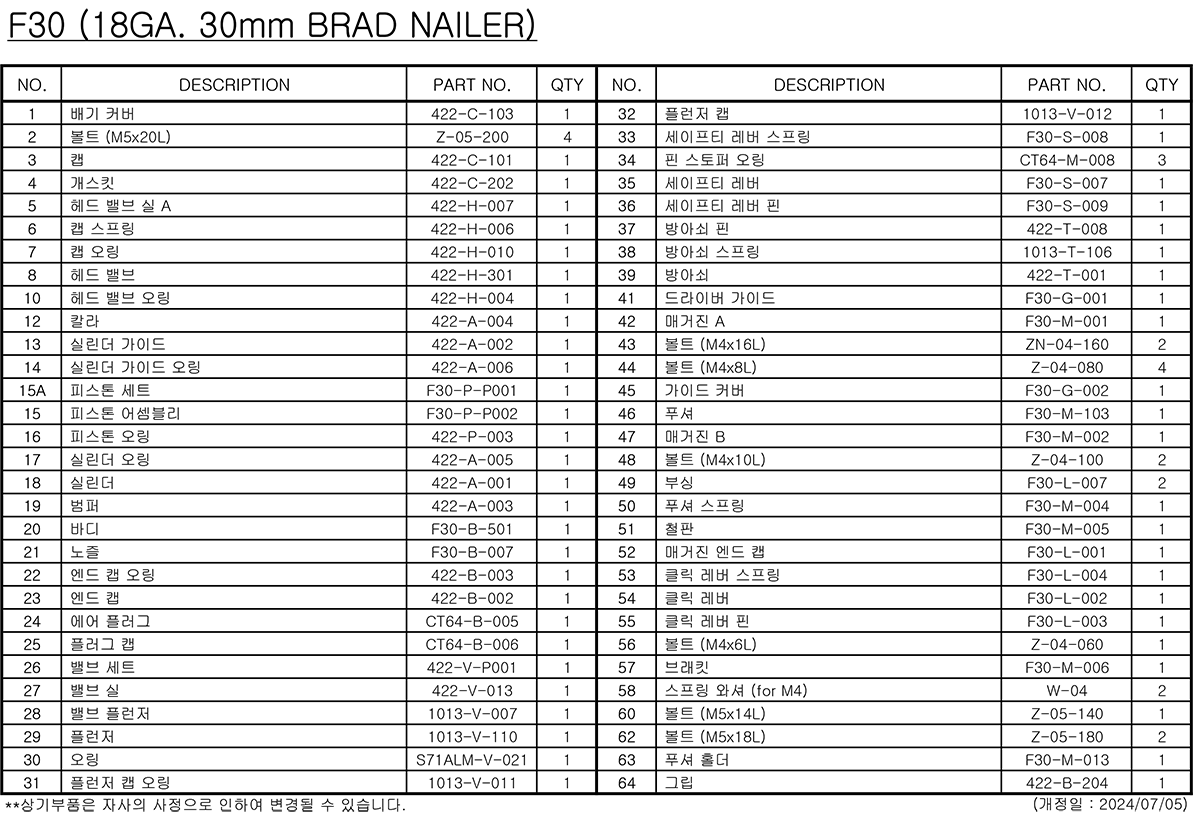 F30 (18GA. 30mm BRAD NAILER)
NO. DESCRIPTION PART NO. QTY NO. DESCRIPTION PART NO. QTY
1 배기 커버 422-C-103 1 32 플런저 캡 1013-V-012 1
2 볼트 (M5x20L) Z-05-200 4 33 세이프티 레버 스프링 F30-S-008 1
3 캡 422-C-101 1 34 핀 스토퍼 오링 CT64-M-008 3
4 개스킷 422-C-202 1 35 세이프티 레버 F30-S-007 1
5 헤드 밸브 실 A 422-H-007 1 36 세이프티 레버 핀 F30-S-009 1
6 캡 스프링 422-H-006 1 37 방아쇠 핀 422-T-008 1
7 캡 오링 422-H-010 1 38 방아쇠 스프링 1013-T-106 1
8 헤드 밸브 422-H-301 1 39 방아쇠 422-T-001 1
10 헤드 밸브 오링 422-H-004 1 41 드라이버 가이드 F30-G-001 1
12 칼라 422-A-004 1 42 매거진 A F30-M-001 1
13 실린더 가이드 422-A-002 1 43 볼트 (M4x16L) ZN-04-160 2
14 실린더 가이드 오링 422-A-006 1 44 볼트 (M4x8L) Z-04-080 4
15A 피스톤 세트 F30-P-P001 1 45 가이드 커버 F30-G-002 1
15 피스톤 어셈블리 F30-P-P002 1 46 푸셔 F30-M-103 1
16 피스톤 오링 422-P-003 1 47 매거진 B F30-M-002 1
17 실린더 오링 422-A-005 1 48 볼트 (M4x10L) Z-04-100 2
18 실린더 422-A-001 1 49 부싱 F30-L-007 2
19 범퍼 422-A-003 1 50 푸셔 스프링 F30-M-004 1
20 바디 F30-B-501 1 51 철판 F30-M-005 1
21 노즐 F30-B-007 1 52 매거진 엔드 캡 F30-L-001 1
22 엔드 캡 오링 422-B-003 1 53 클릭 레버 스프링 F30-L-004 1
23 엔드 캡 422-B-002 1 54 클릭 레버 F30-L-002 1
24 에어 플러그 CT64-B-005 1 55 클릭 레버 핀 F30-L-003 1
25 플러그 캡 CT64-B-006 1 56 볼트 (M4x6L) Z-04-060 1
26 밸브 세트 422-V-P001 1 57 브래킷 F30-M-006 1
27 밸브 실 422-V-013 1 58 스프링 와셔 (for M4) W-04 2
28 밸브 플런저 1013-V-007 1 60 볼트 (M5x14L) Z-05-140 1
29 플런저 1013-V-110 1 62 볼트 (M5x18L) Z-05-180 2
30 오링 S71ALM-V-021 1 63 푸셔 홀더 F30-M-013 1
31 플런저 캡 오링 1013-V-011 1 64 그립 422-B-204 1
**상기부품은 자사의 사정으로 인하여 변경될 수 있습니다. (개정일 : 2024/07/05)